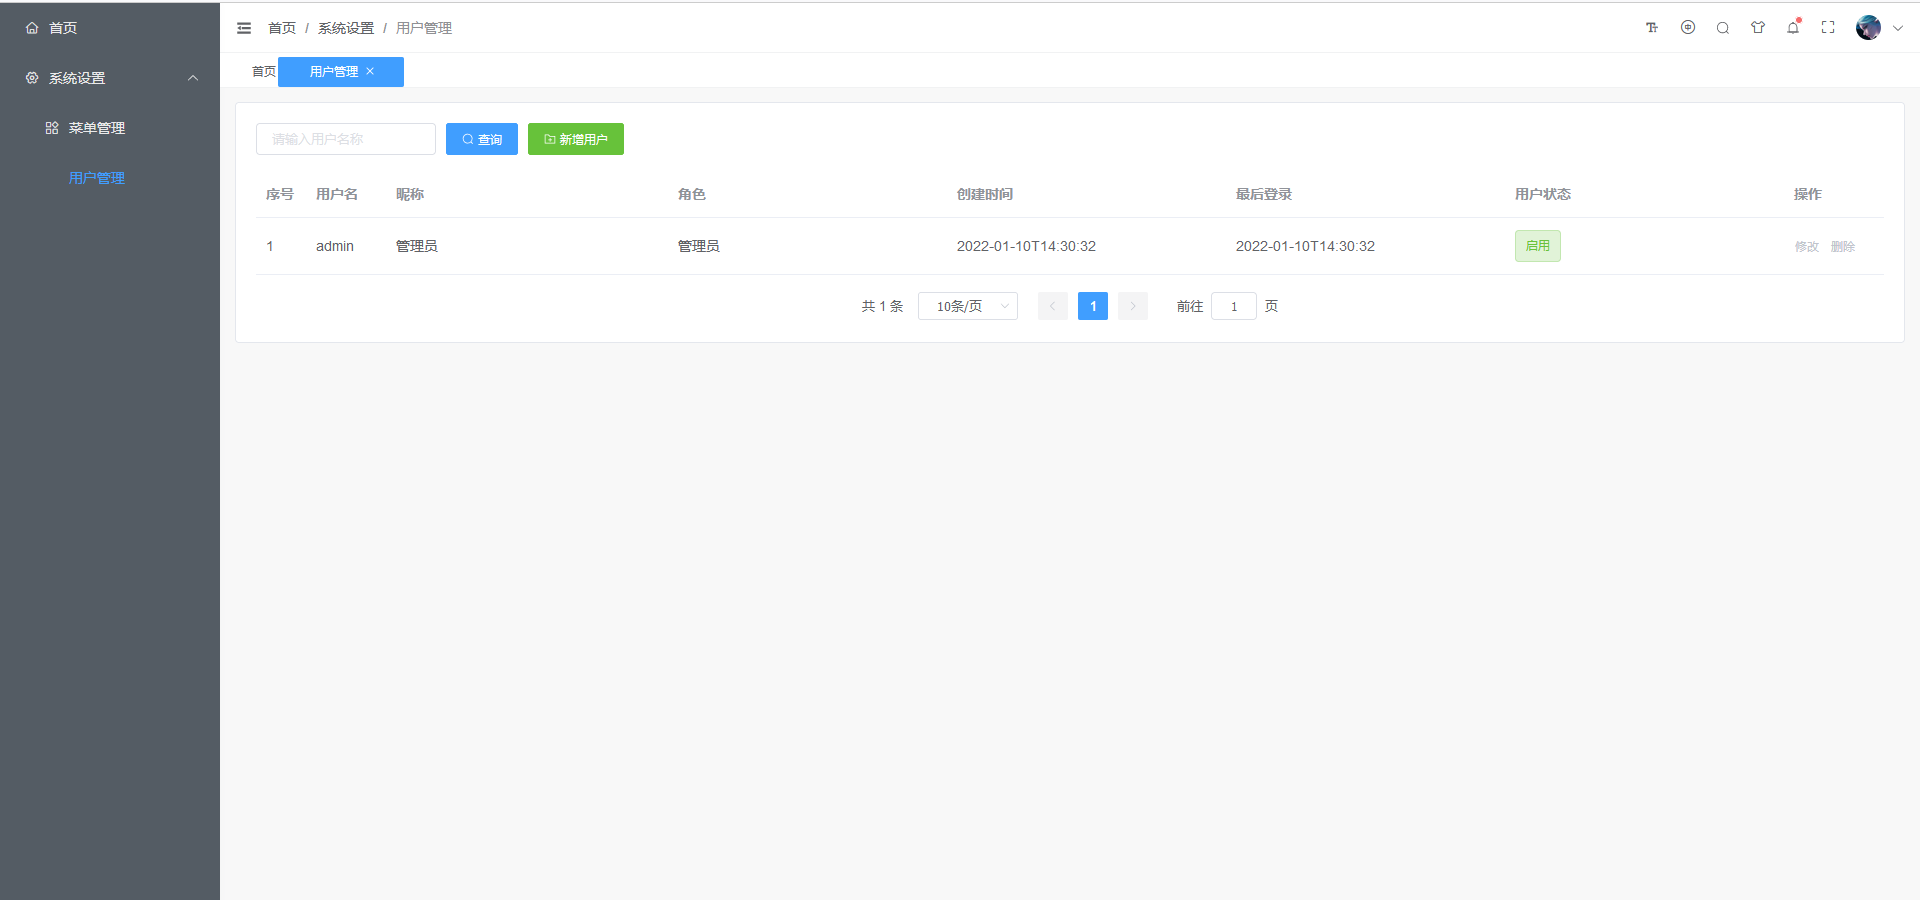 首页
系统设置
菜单管理
用户管理
首页 / 系统设置 / 用户管理
首页 用户管理
请输入用户名称 查询 新增用户
序号 用户名 昵称 角色 创建时间 最后登录 用户状态 操作
1 admin 管理员 管理员 2022-01-10T14:30:32 2022-01-10T14:30:32 启用 修改 删除
共 1 条 10条/页 1 前往 1 页